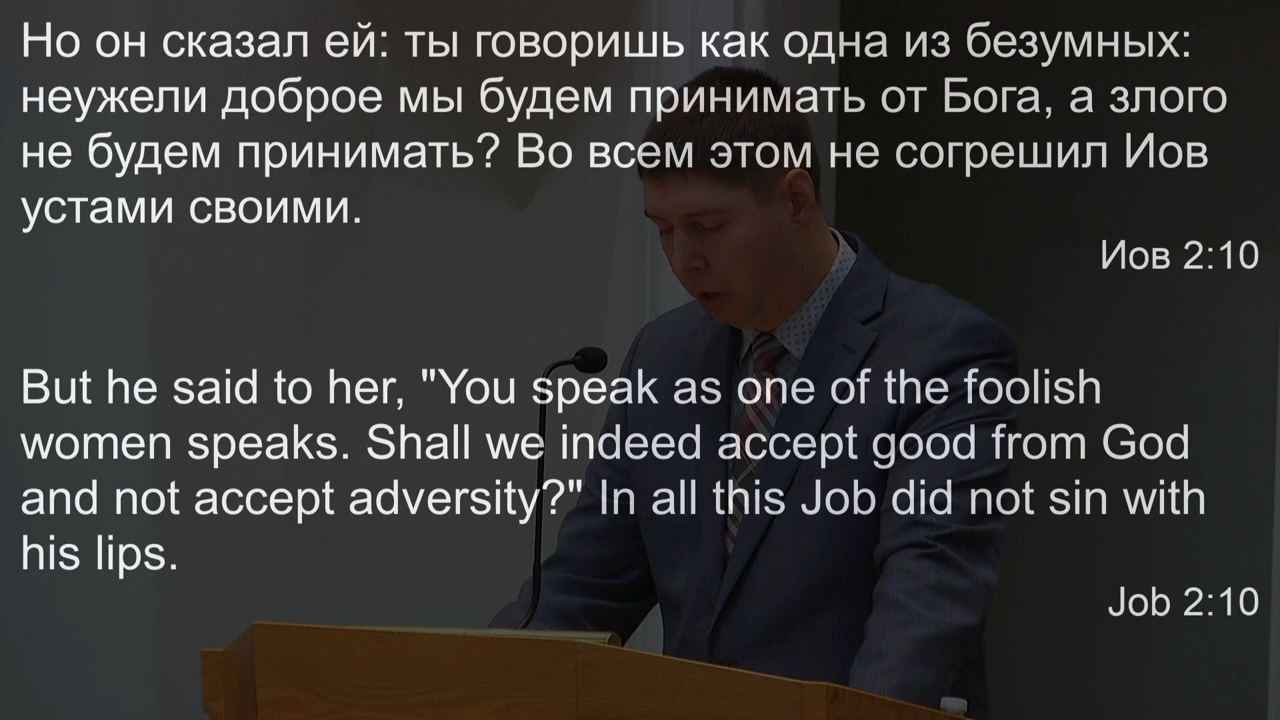 Но он сказал ей: ты говоришь как одна из безумных:
неужели доброе мы будем принимать от Бога, а злого
не будем принимать? Во всем этом не согрешил Иов
устами своими.
Иов 2:10
But he said to her, "You speak as one of the foolish
women speaks. Shall we indeed accept good from God
and not accept adversity?" In all this Job did not sin with
his lips.
Job 2:10